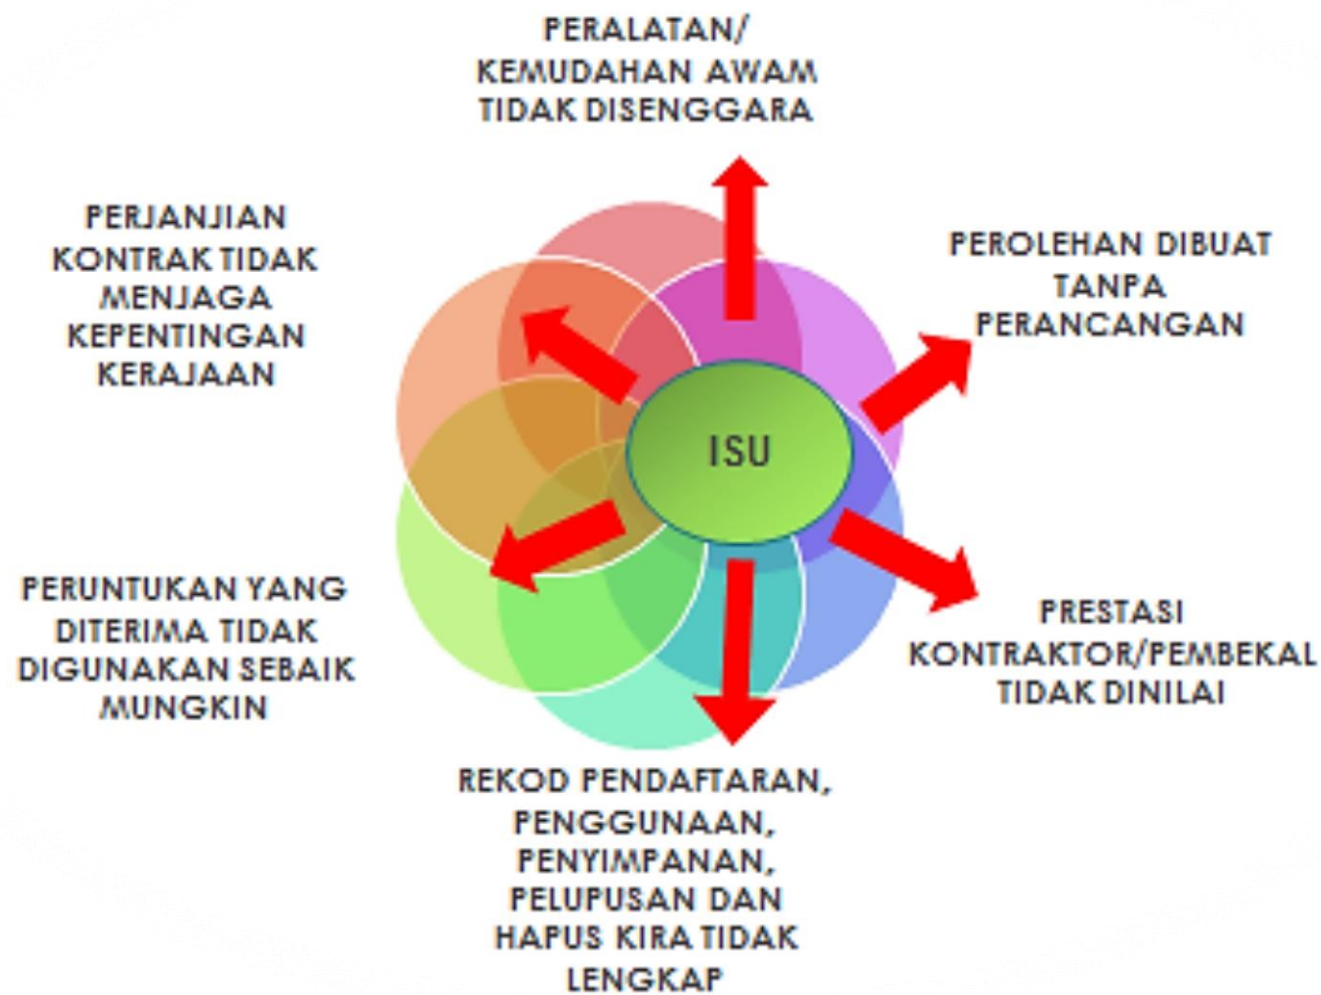 PERALATAN/
KEMUDAHAN AWAM
TIDAK DISENGGARA
PERJANJIAN
KONTRAK TIDAK
MENJAGA
KEPENTINGAN
KERAJAAN
PEROLEHAN DIBUAT
TANPA
PERANCANGAN
ISU
PERUNTUKAN YANG
DITERIMA TIDAK
DIGUNAKAN SEBAIK
MUNGKIN
PRESTASI
KONTRAKTOR/PEMBEKAL
TIDAK DINILAI
REKOD PENDAFTARAN,
PENGGUNAAN,
PENYIMPANAN,
PELUPUSAN DAN
HAPUS KIRA TIDAK
LENGKAP